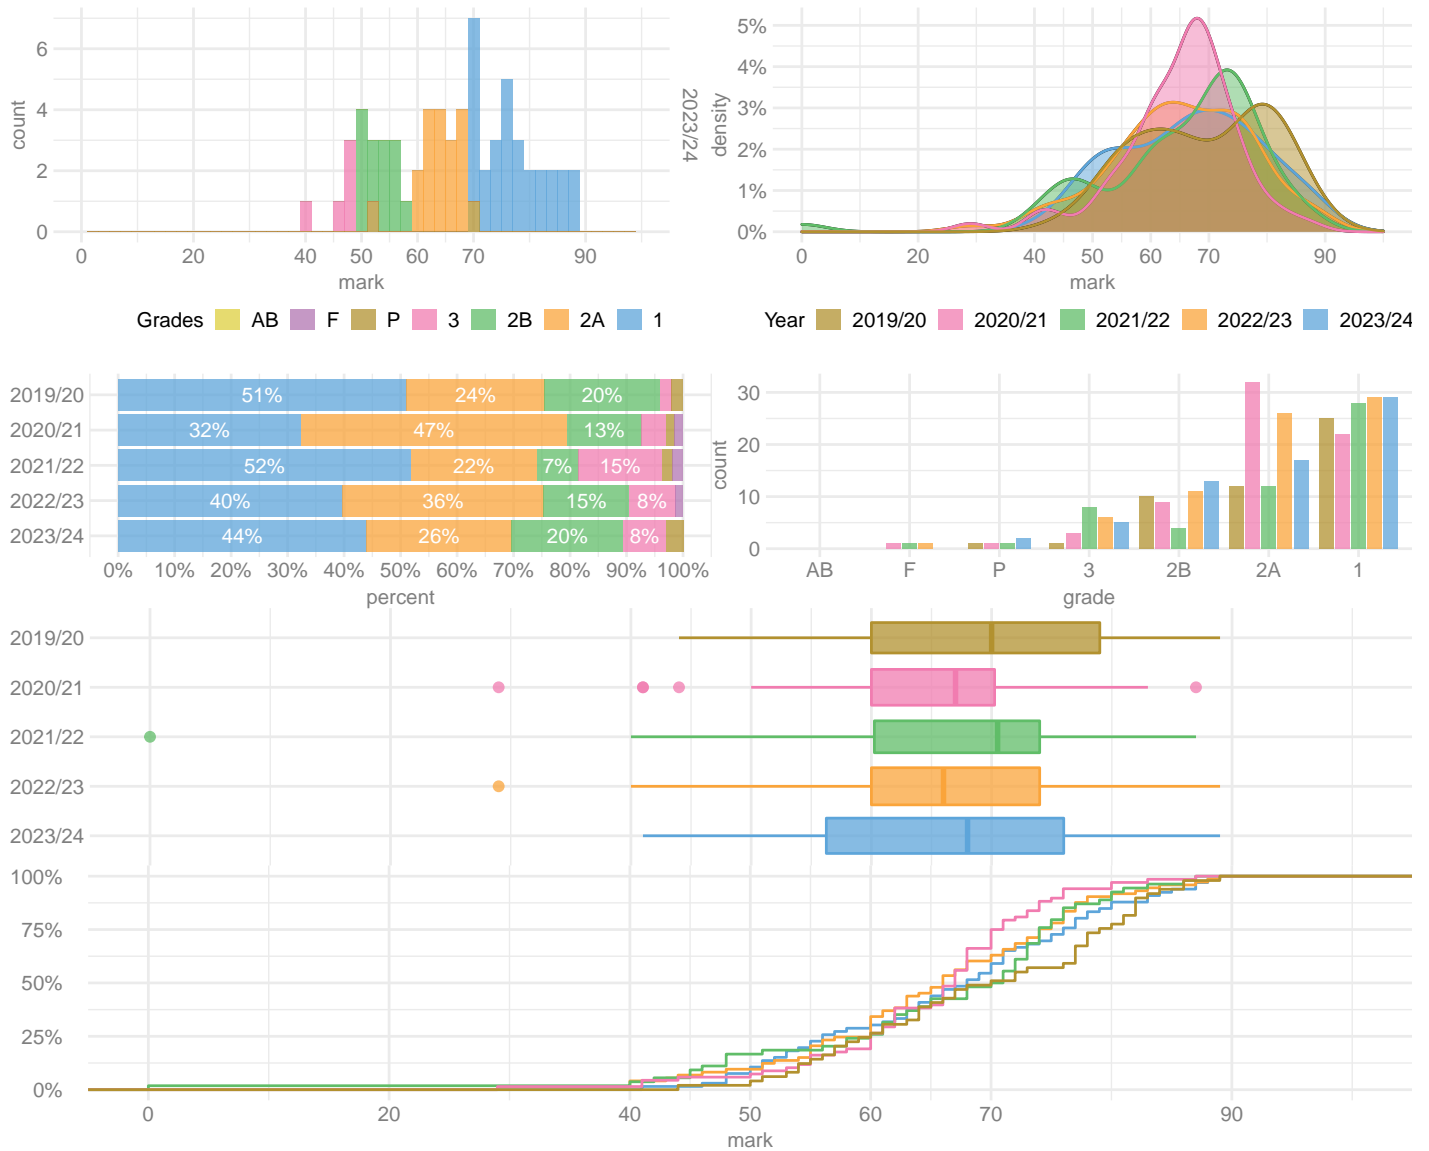 6
4
2
0
count
0 20 40 50 60 70 90
mark
2023/24
Grades AB F P 3 2B 2A 1
5%
4%
3%
2%
1%
0%
density
0 20 40 50 60 70 90
mark
Year 2019/20 2020/21 2021/22 2022/23 2023/24
2019/20 51% 24% 20%
2020/21 32% 47% 13%
2021/22 52% 22% 7% 15%
2022/23 40% 36% 15% 8%
2023/24 44% 26% 20% 8%
0% 10% 20% 30% 40% 50% 60% 70% 80% 90% 100%
percent
30
20
10
0
count
AB F P 3 2B 2A 1
grade
2019/20
2020/21
2021/22
2022/23
2023/24
100%
75%
50%
25%
0%
0 20 40 50 60 70 90
mark